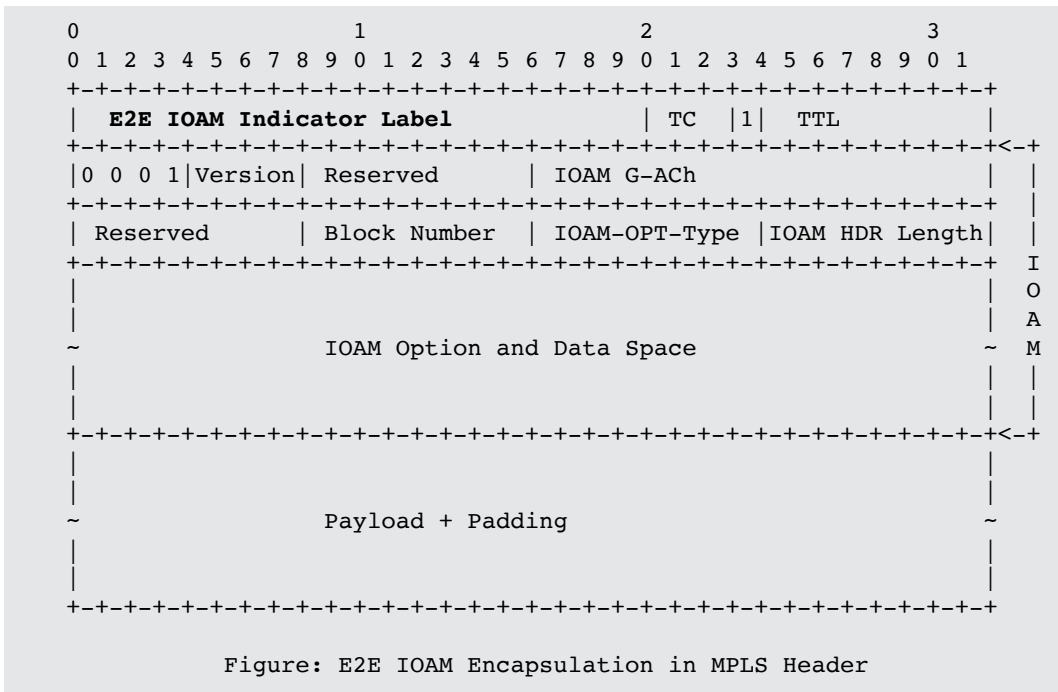 0                   1                   2                   3
0 1 2 3 4 5 6 7 8 9 0 1 2 3 4 5 6 7 8 9 0 1 2 3 4 5 6 7 8 9 0 1
+-+-+-+-+-+-+-+-+-+-+-+-+-+-+-+-+-+-+-+-+-+-+-+-+-+-+-+-+-+-+-+-+
|  E2E IOAM Indicator Label             | TC  |1|  TTL          |
+-+-+-+-+-+-+-+-+-+-+-+-+-+-+-+-+-+-+-+-+-+-+-+-+-+-+-+-+-+-+-+-+<-+
|0 0 0 1|Version| Reserved      | IOAM G-ACh                    |  |
+-+-+-+-+-+-+-+-+-+-+-+-+-+-+-+-+-+-+-+-+-+-+-+-+-+-+-+-+-+-+-+-+  |
| Reserved      | Block Number  | IOAM-OPT-Type |IOAM HDR Length|  |
+-+-+-+-+-+-+-+-+-+-+-+-+-+-+-+-+-+-+-+-+-+-+-+-+-+-+-+-+-+-+-+-+  I
|                                                               |  O
|                                                               |  A
~                 IOAM Option and Data Space                    ~  M
|                                                               |  |
|                                                               |  |
+-+-+-+-+-+-+-+-+-+-+-+-+-+-+-+-+-+-+-+-+-+-+-+-+-+-+-+-+-+-+-+-+<-+
|                                                               |
|                                                               |
~                 Payload + Padding                             ~
|                                                               |
|                                                               |
+-+-+-+-+-+-+-+-+-+-+-+-+-+-+-+-+-+-+-+-+-+-+-+-+-+-+-+-+-+-+-+-+
Figure: E2E IOAM Encapsulation in MPLS Header